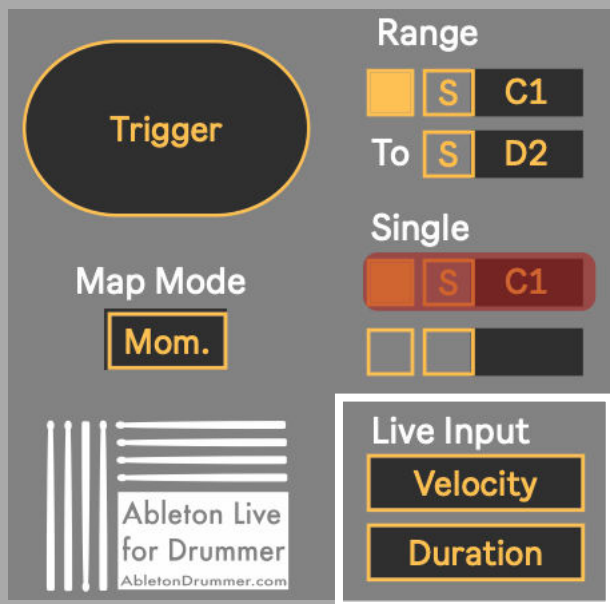 Trigger
Map Mode
Mom.
Ableton Live
for Drummer
AbletonDrummer.com
Range
S C1
To S D2
Single
S C1
Live Input
Velocity
Duration